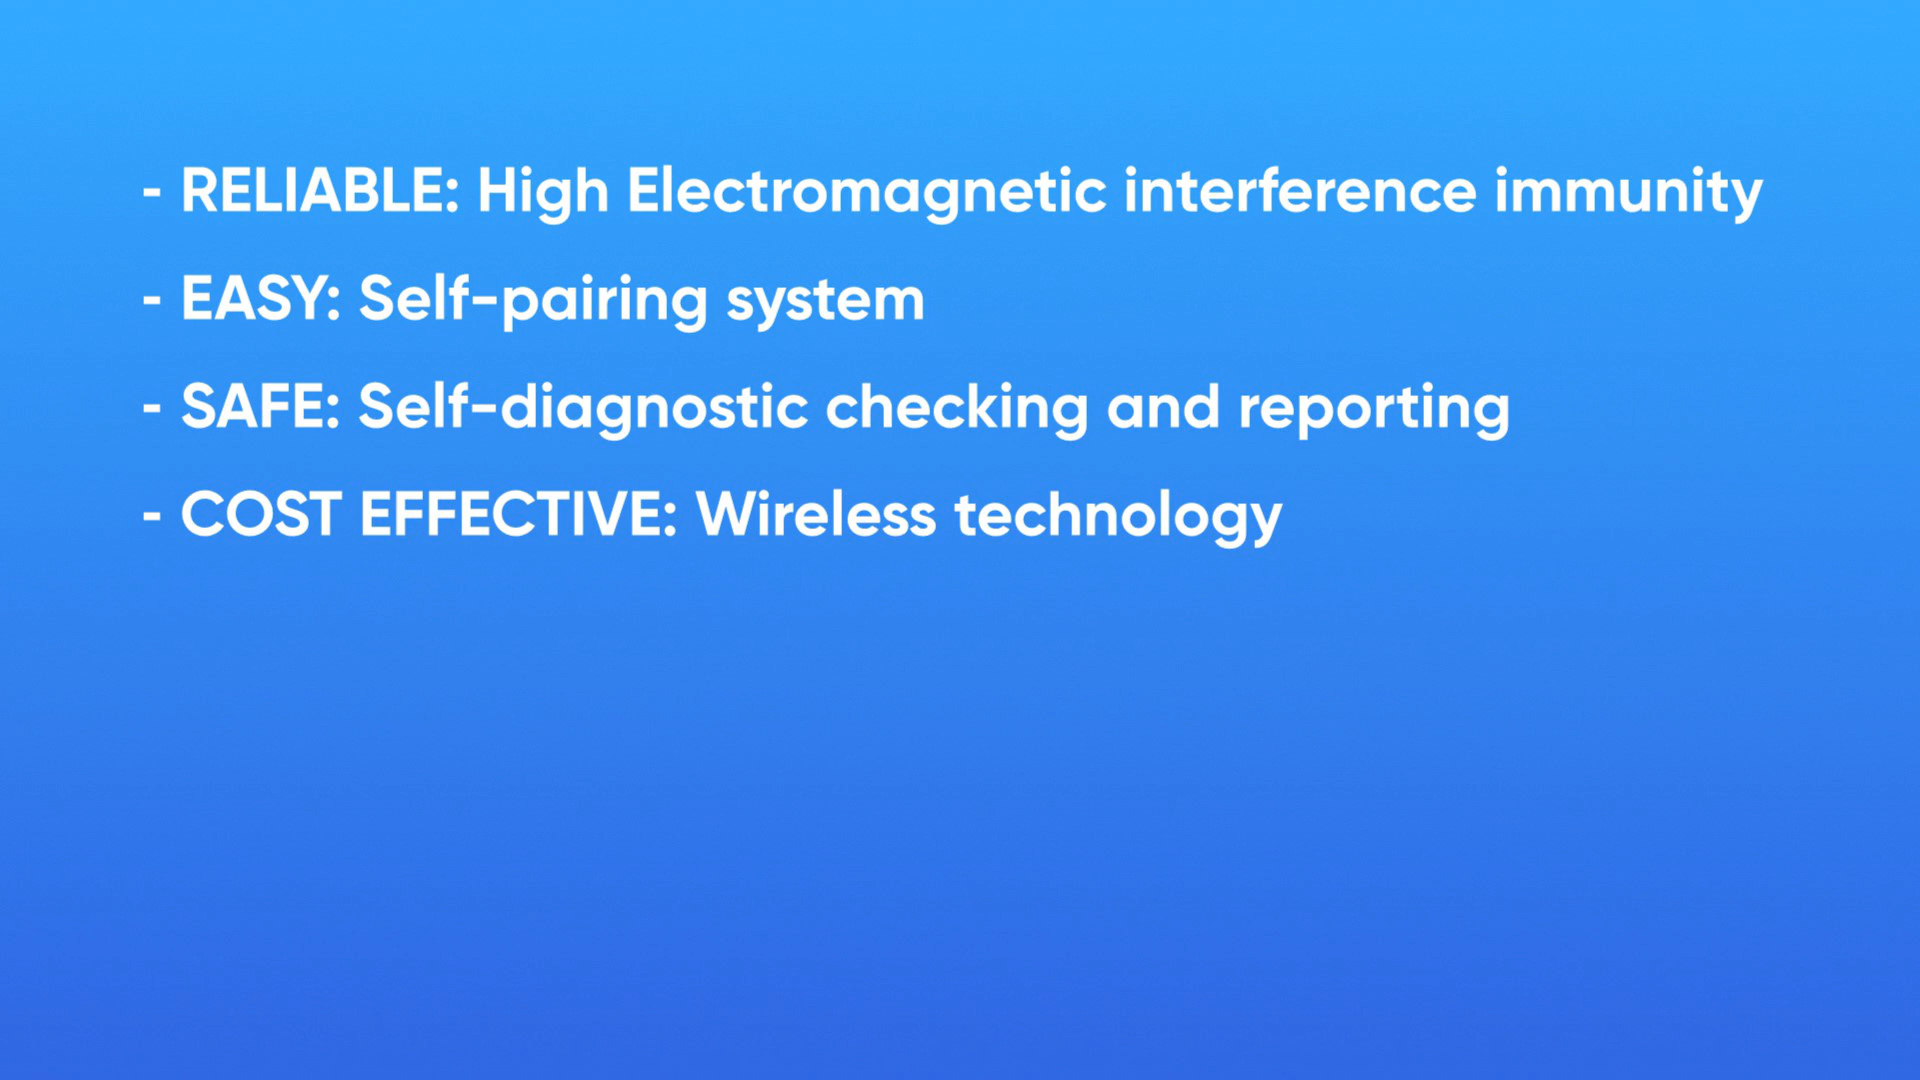 - RELIABLE: High Electromagnetic interference immunity
- EASY: Self-pairing system
- SAFE: Self-diagnostic checking and reporting
- COST EFFECTIVE: Wireless technology